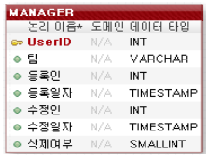 MANAGER
논리 이름* 도메인 데이터 타입
UserID N/A INT
팀 N/A VARCHAR
등록인 N/A INT
등록일자 N/A TIMESTAMP
수정인 N/A INT
수정일자 N/A TIMESTAMP
삭제여부 N/A SMALLINT